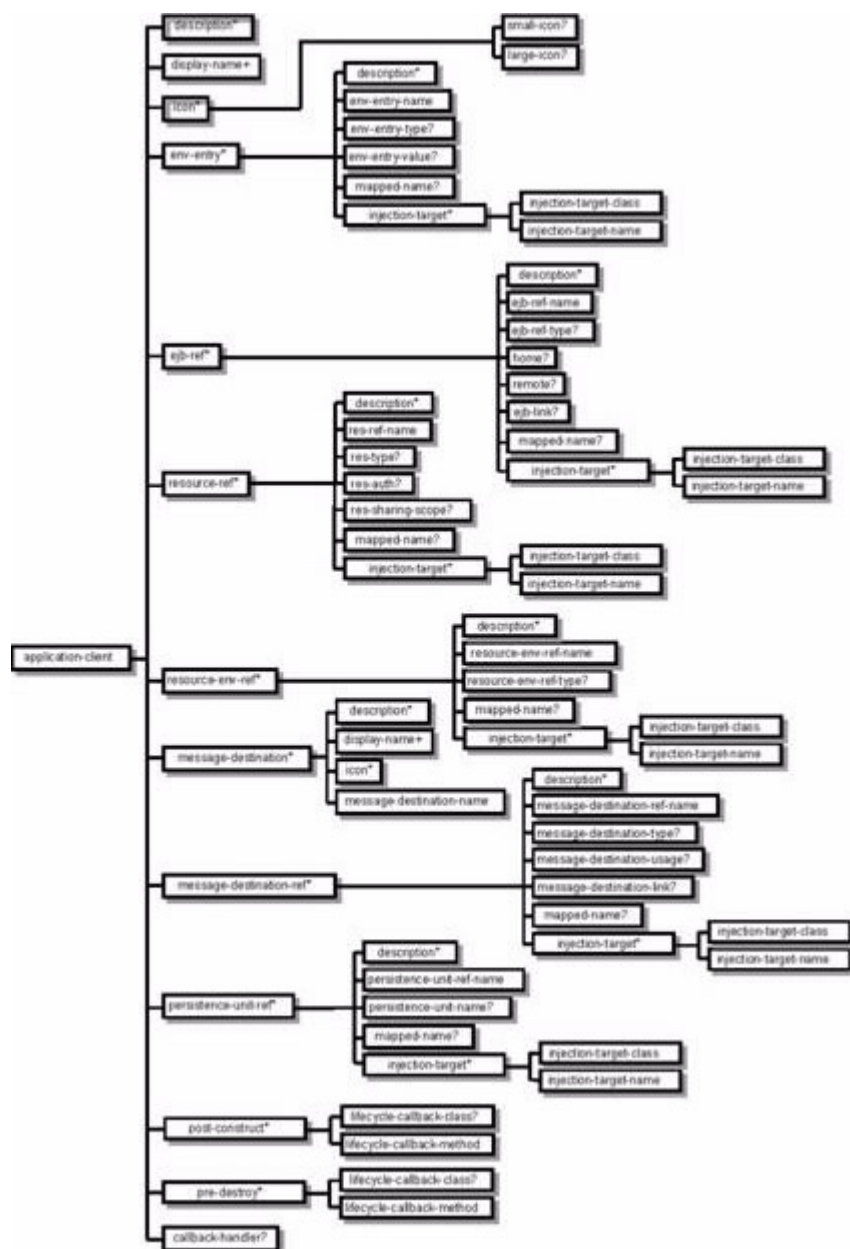 description*
small-icon?
large-icon?
display-name+
icon*
env-entry*
description*
env-entry-name
env-entry-type?
env-entry-value?
mapped-name?
injection-target*
injection-target-class
injection-target-name
ejb-ref*
description*
ejb-ref-name
ejb-ref-type?
home?
remote?
ejb-link?
mapped-name?
injection-target*
injection-target-class
injection-target-name
resource-ref*
description*
res-ref-name
res-type?
res-auth?
res-sharing-scope?
mapped-name?
injection-target*
injection-target-class
injection-target-name
application-client
resource-env-ref*
description*
resource-env-ref-name
resource-env-ref-type?
mapped-name?
injection-target*
injection-target-class
injection-target-name
message-destination*
description*
display-name+
icon*
message-destination-name
message-destination-ref*
description*
message-destination-ref-name
message-destination-type?
message-destination-usage?
message-destination-link?
mapped-name?
injection-target*
injection-target-class
injection-target-name
persistence-unit-ref*
description*
persistence-unit-ref-name
persistence-unit-name?
mapped-name?
injection-target*
injection-target-class
injection-target-name
post-construct*
lifecycle-callback-class?
lifecycle-callback-method
pre-destroy*
lifecycle-callback-class?
lifecycle-callback-method
callback-handler?